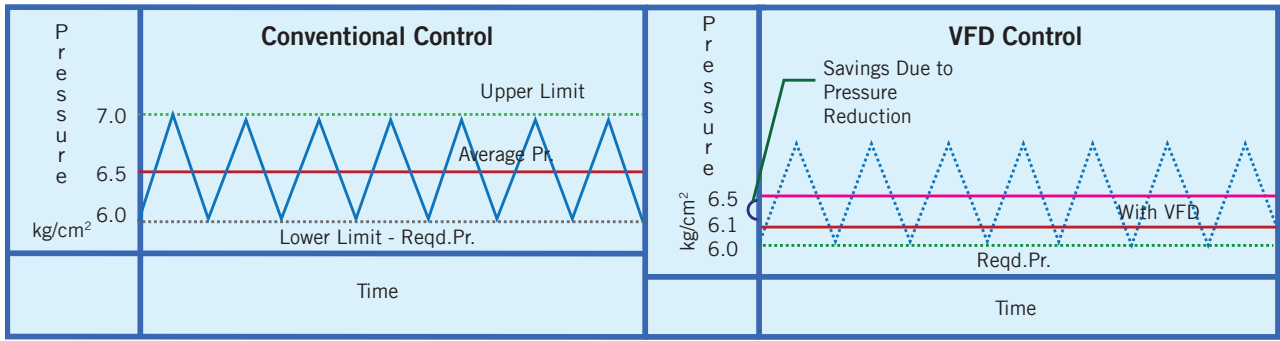 Pressure
Conventional Control
Upper Limit
7.0
Average Pr.
6.5
6.0
kg/cm²
Lower Limit - Reqd.Pr.
Time
Pressure
VFD Control
Savings Due to
Pressure
Reduction
6.5
With VFD
6.1
kg/cm²
6.0
Reqd.Pr.
Time